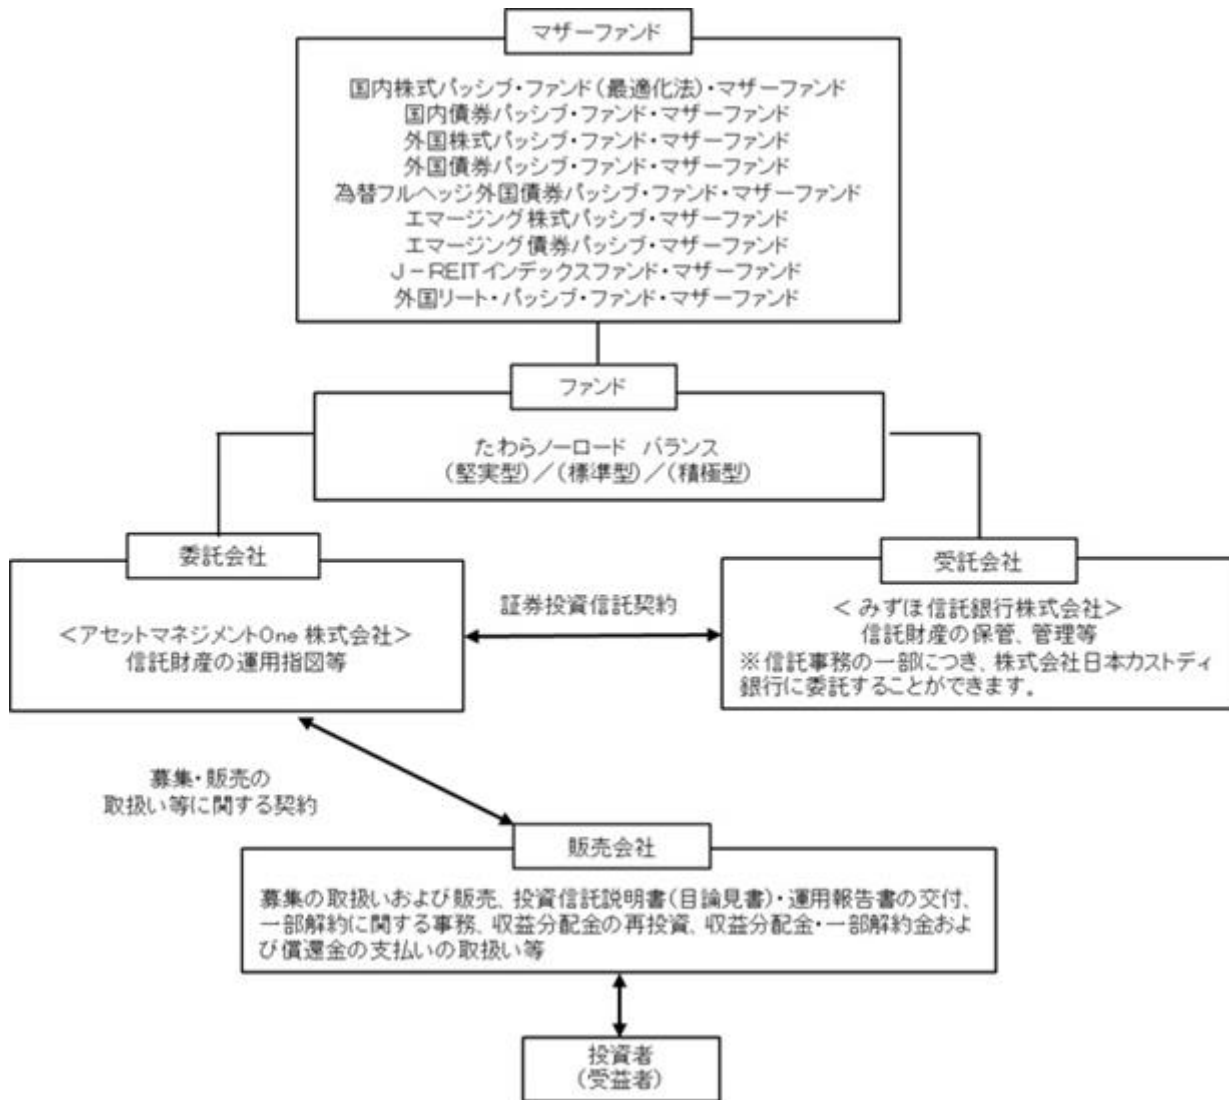 マザーファンド
国内株式パッシブ・ファンド(最適化法)・マザーファンド
国内債券パッシブ・ファンド・マザーファンド
外国株式パッシブ・ファンド・マザーファンド
外国債券パッシブ・ファンド・マザーファンド
為替フルヘッジ外国債券パッシブ・ファンド・マザーファンド
エマージング株式パッシブ・マザーファンド
エマージング債券パッシブ・マザーファンド
J-REITインデックスファンド・マザーファンド
外国リート・パッシブ・ファンド・マザーファンド
ファンド
たわらノーロード バランス
(堅実型)/(標準型)/(積極型)
委託会社
<アセットマネジメントOne 株式会社>
信託財産の運用指図等
証券投資信託契約
受託会社
< みずほ信託銀行株式会社>
信託財産の保管、管理等
※信託事務の一部につき、株式会社日本カストディ
銀行に委託することができます。
募集・販売の
取扱い等に関する契約
販売会社
募集の取扱いおよび販売、投資信託説明書(目論見書)・運用報告書の交付、
一部解約に関する事務、収益分配金の再投資、収益分配金・一部解約金およ
び償還金の支払いの取扱い等
投資者
(受益者)